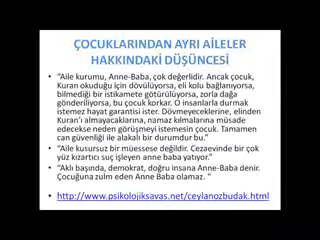 ÇOCUKLARINDAN AYRI AİLELER
HAKKINDAKİ DÜŞÜNCESİ
• “Aile kurumu, Anne-Baba, çok değerlidir. Ancak çocuk,
Kuran okuduğu için dövülüyorsa, eli kolu bağlanıyorsa,
bilmediği bir istikamete götürülüyorsa, zorla dağa
gönderiliyorsa, bu çocuk korkar. O insanlarla durmak
istemez hayat garantisi ister. Dövmeyeceklerine, elinden
Kuran’ı almayacaklarına, namaz kılmalarına izin
edecekse neden görüşmeyi istemesin çocuk. Tamamen
can güvenliği ile alakalı bir durumdur bu.”
• “Aile kusursuz bir müessese değildir. Cezaevinde bir çok
yüz kızartıcı suç işleyen anne baba yatıyor.”
• “Aklı başında, demokrat, doğru insana Anne-Baba denir.
Çocuğuna zulm eden Anne Baba olamaz. “
• http://www.psikolojiksavas.net/ceylanozbudak.html